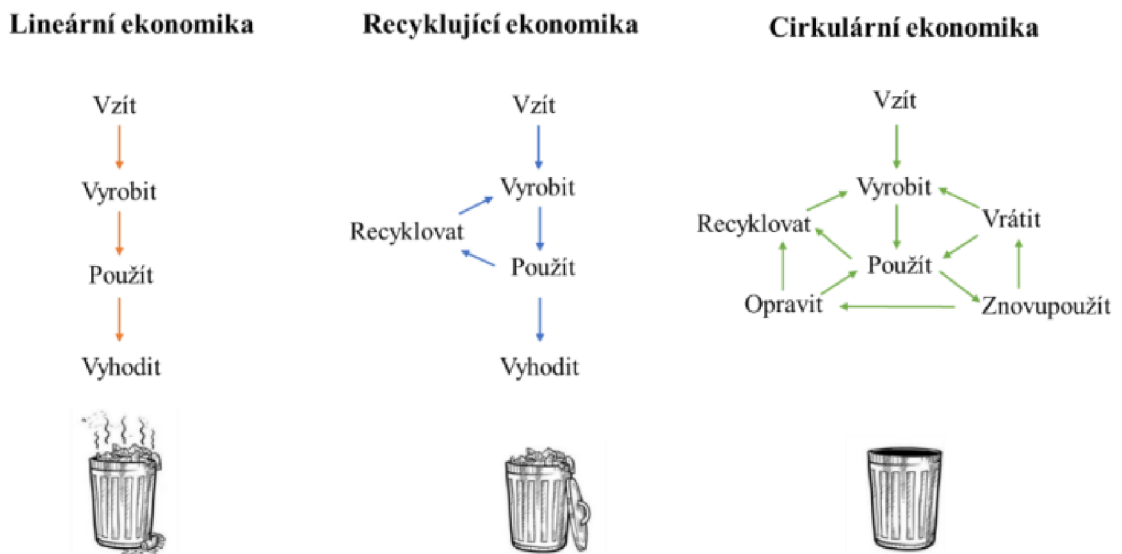 Lineární ekonomika
Vzít
Vyrobit
Použít
Vyhodit
Recyklující ekonomika
Vzít
Vyrobit
Recyklovat
Použít
Vyhodit
Cirkulární ekonomika
Vzít
Vyrobit
Recyklovat
Vrátit
Použít
Opravit
Znovupoužít